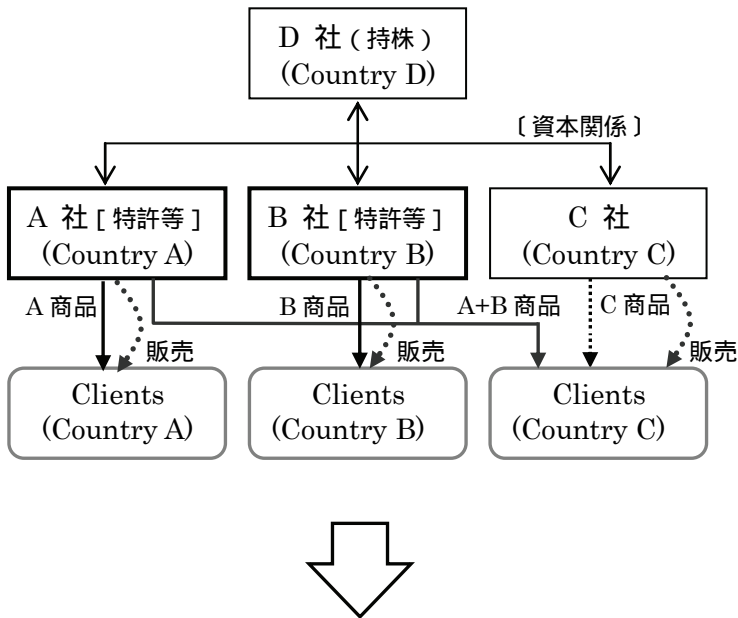 D 社（持株）
(Country D)
〔資本関係〕
A 社 [ 特許等 ]
(Country A)
B 社 [ 特許等 ]
(Country B)
C 社
(Country C)
A 商品
販売
B 商品
販売
A+B 商品
C 商品
販売
Clients
(Country A)
Clients
(Country B)
Clients
(Country C)